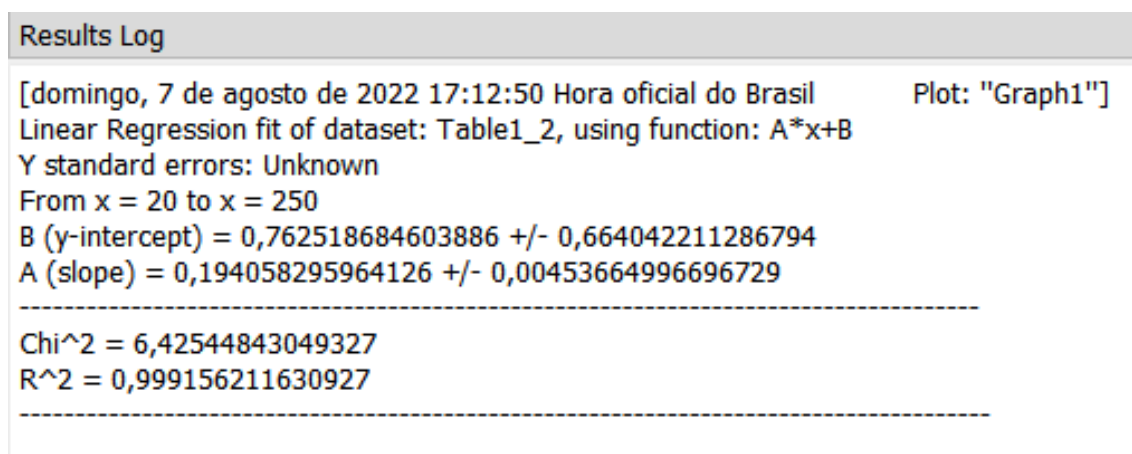 Results Log
[domingo, 7 de agosto de 2022 17:12:50 Hora oficial do Brasil Plot: "Graph1"]
Linear Regression fit of dataset: Table1_2, using function: A*x+B
Y standard errors: Unknown
From x = 20 to x = 250
B (y-intercept) = 0,762518684603886 +/- 0,664042211286794
A (slope) = 0,194058295964126 +/- 0,00453664996696729
--------------------------------------------------------------------------------------
Chi^2 = 6,42544843049327
R^2 = 0,999156211630927
---------------------------------------------------------------------------------------